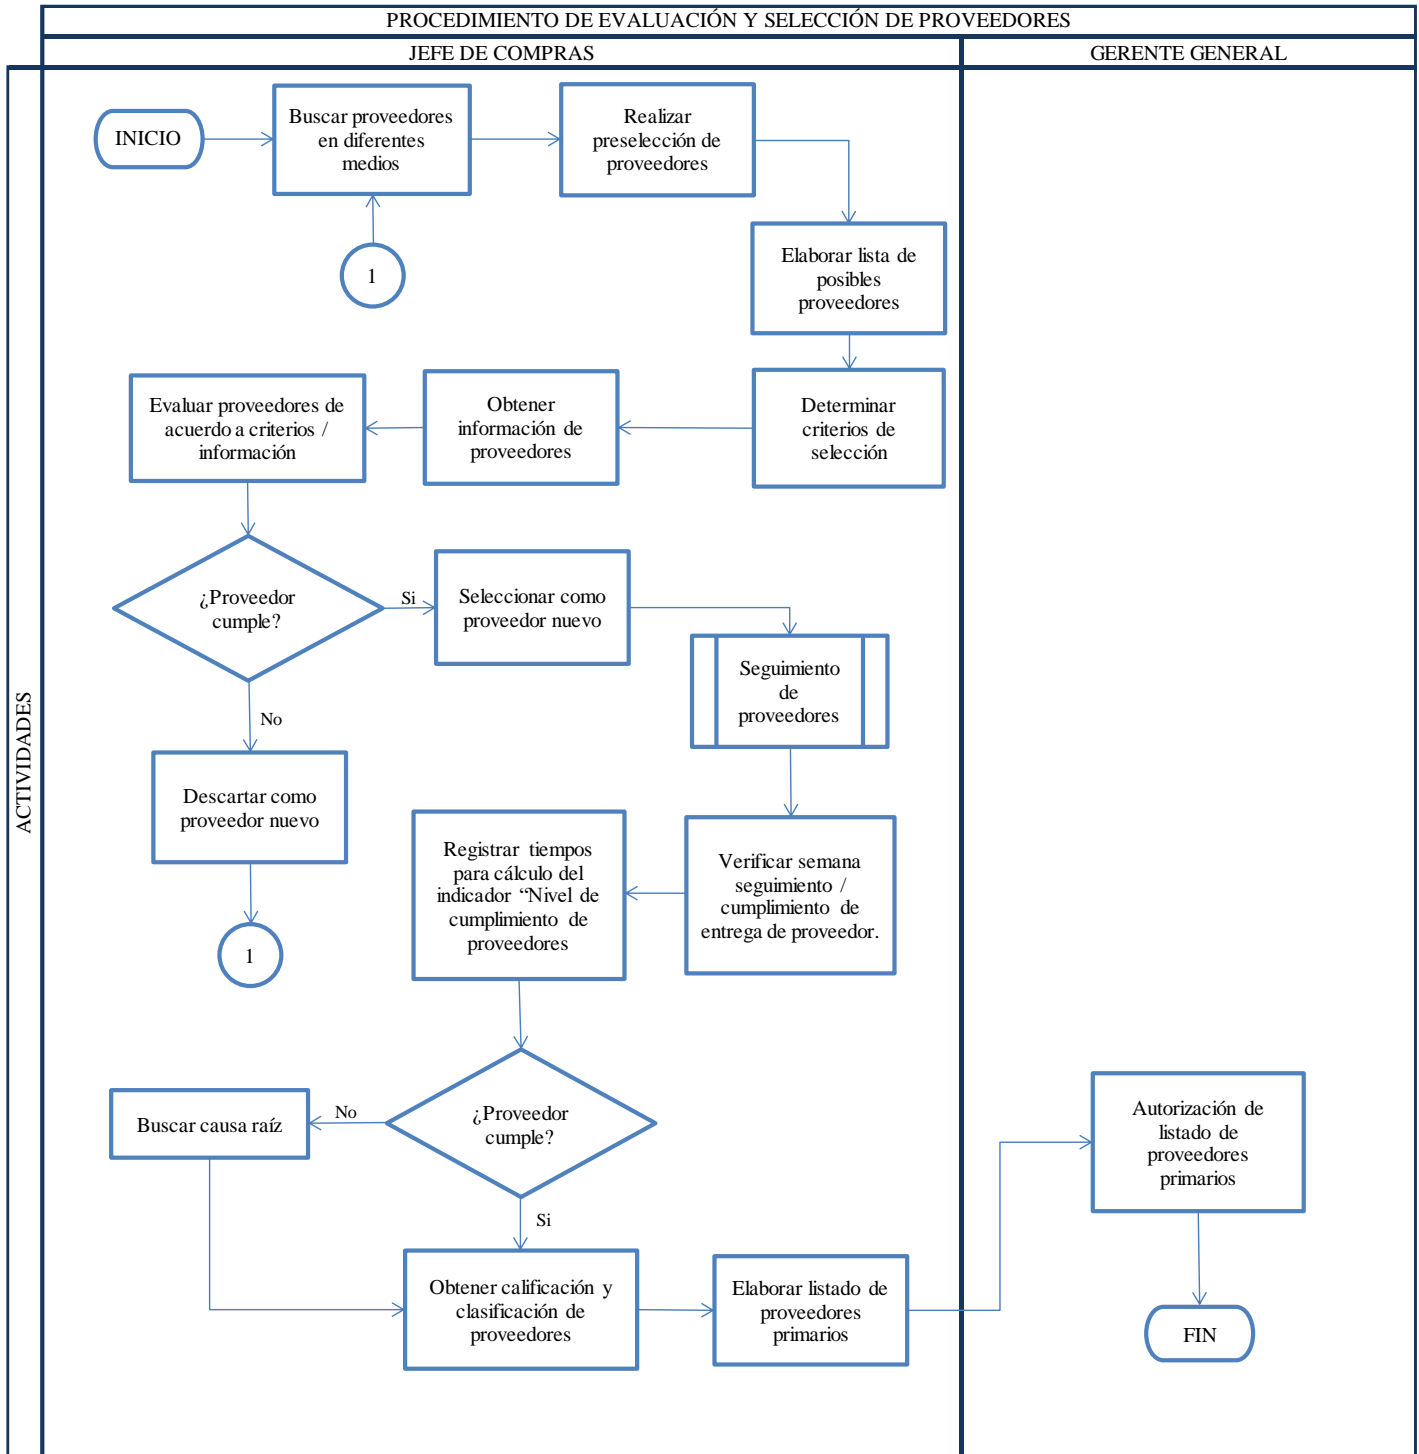 PROCEDIMIENTO DE EVALUACIÓN Y SELECCIÓN DE PROVEEDORES
JEFE DE COMPRAS
GERENTE GENERAL
ACTIVIDADES
INICIO
Buscar proveedores
en diferentes
medios
Realizar
preselección de
proveedores
1
Elaborar lista de
posibles
proveedores
Determinar
criterios de
selección
Obtener
información de
proveedores
Evaluar proveedores de
acuerdo a criterios /
información
¿Proveedor
cumple?
Si
Seleccionar como
proveedor nuevo
Seguimiento
de
proveedores
No
Descartar como
proveedor nuevo
1
Verificar semana
seguimiento /
cumplimiento de
entrega de proveedor.
Registrar tiempos
para cálculo del
indicador “Nivel de
cumplimiento de
proveedores
¿Proveedor
cumple?
No
Buscar causa raíz
Si
Obtener calificación y
clasificación de
proveedores
Elaborar listado de
proveedores
primarios
Autorización de
listado de
proveedores
primarios
FIN